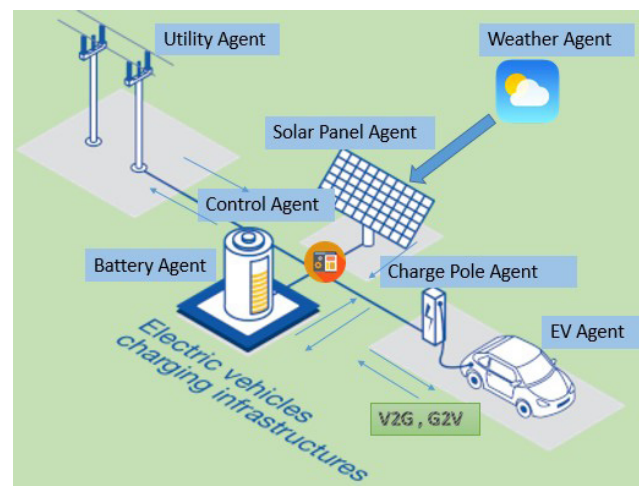 Utility Agent
Weather Agent
Solar Panel Agent
Control Agent
Battery Agent
Charge Pole Agent
EV Agent
Electric vehicles
charging infrastructures
V2G , G2V